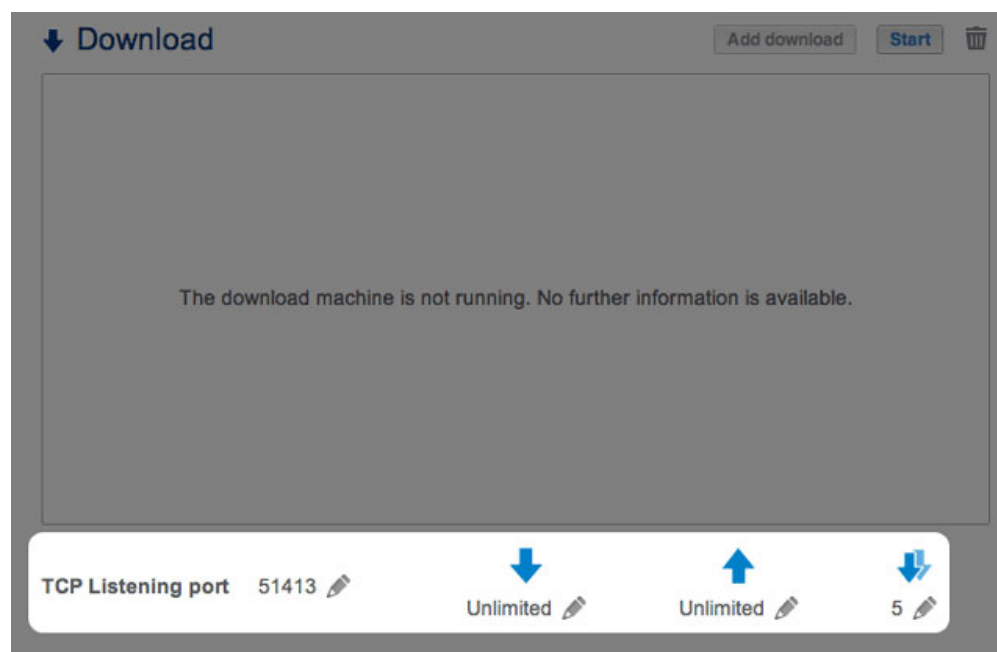 Download
Add download
Start
The download machine is not running. No further information is available.
TCP Listening port 51413
Unlimited
Unlimited
5